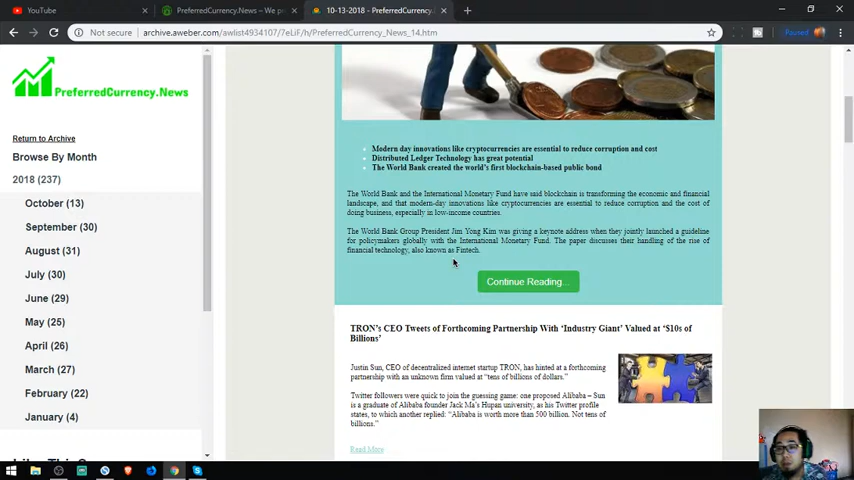 YouTube
PreferredCurrency.News – We p
10-13-2018 - PreferredCurrency.
Not secure
archive.aweber.com/awlist4934107/7eLiF/h/PreferredCurrency_News_14.htm
Paused
PreferredCurrency.News
Return to Archive
Browse By Month
2018 (237)
October (13)
September (30)
August (31)
July (30)
June (29)
May (25)
April (26)
March (27)
February (22)
January (4)
Modern day innovations like cryptocurrencies are essential to reduce corruption and cost
Distributed Ledger Technology has great potential
The World Bank created the world's first blockchain-based public bond
The World Bank and the International Monetary Fund have said blockchain is transforming the economic and financial
landscape, and that modern-day innovations like cryptocurrencies are essential to reduce corruption and the cost of
doing business, especially in low-income countries.
The World Bank Group President Jim Yong Kim was giving a keynote address when they jointly launched a guideline
for policymakers globally with the International Monetary Fund. The paper discusses their handling of the rise of
financial technology, also known as Fintech.
Continue Reading...
TRON's CEO Tweets of Forthcoming Partnership With 'Industry Giant' Valued at '$10s of
Billions'
Justin Sun, CEO of decentralized internet startup TRON, has hinted at a forthcoming
partnership with an unknown firm valued at "tens of billions of dollars."
Twitter followers were quick to join the guessing game: one proposed Alibaba – Sun
is a graduate of Alibaba founder Jack Ma's Hupan university, as his Twitter profile
states, to which another replied: "Alibaba is worth more than 500 billion. Not tens of
billions."
Read More